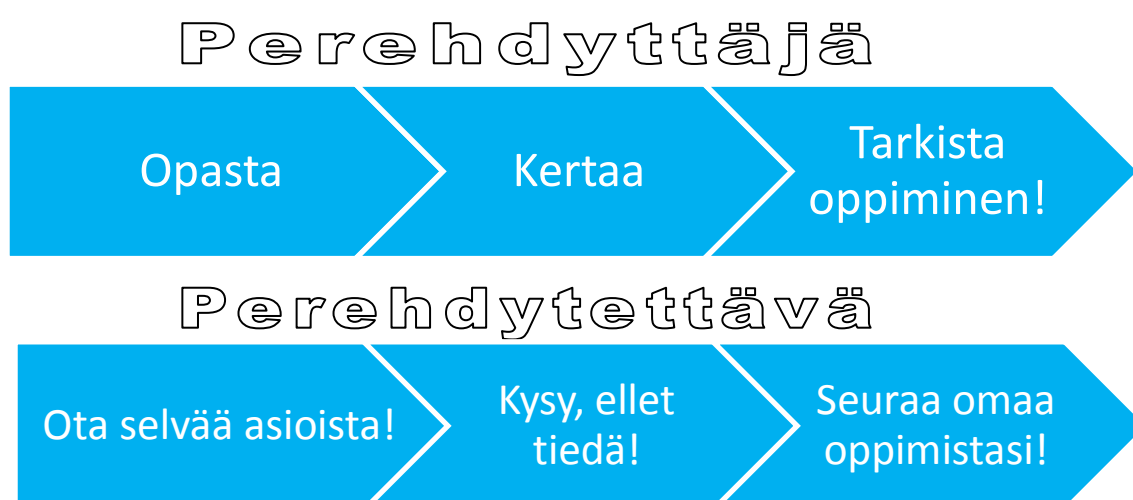 Perehdyttäjä
Opasta
Kertaa
Tarkista
oppiminen!
Perehdytettävä
Ota selvää asioista!
Kysy, ellet
tiedä!
Seuraa omaa
oppimistasi!